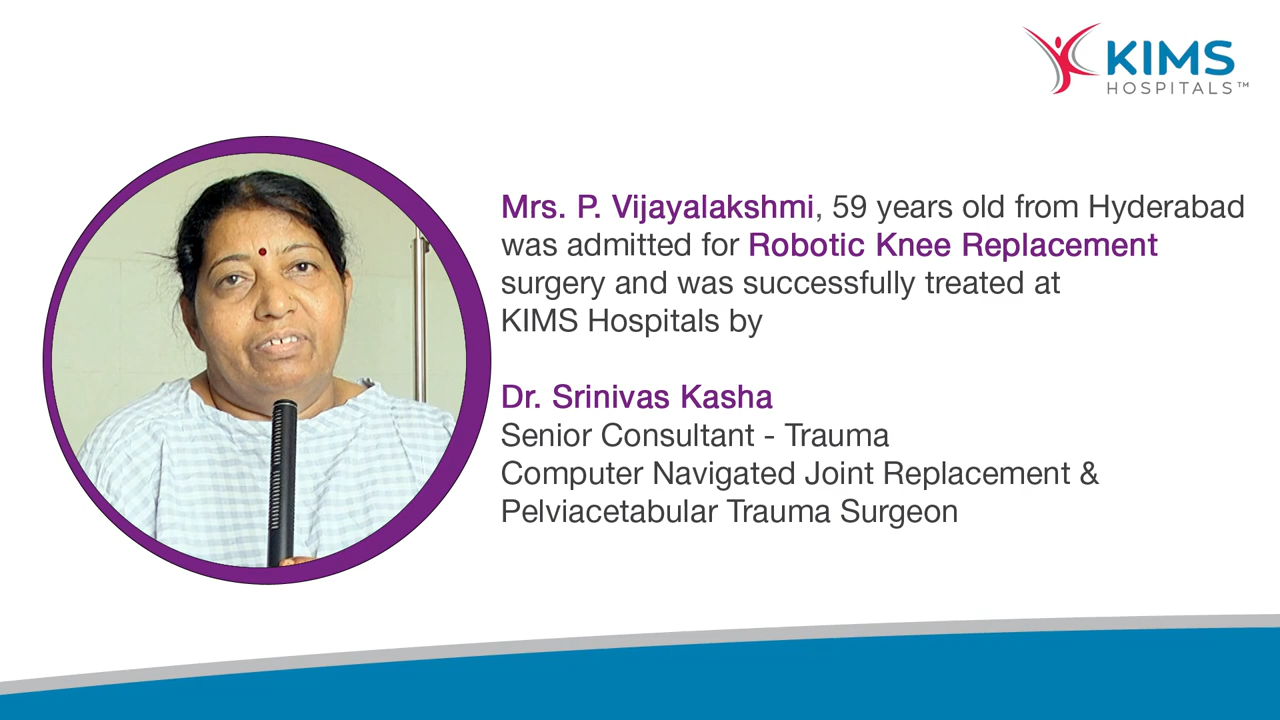 KIMS
HOSPITALS™
Mrs. P. Vijayalakshmi, 59 years old from Hyderabad
was admitted for Robotic Knee Replacement
surgery and was successfully treated at
KIMS Hospitals by
Dr. Srinivas Kasha
Senior Consultant - Trauma
Computer Navigated Joint Replacement &
Pelviacetabular Trauma Surgeon